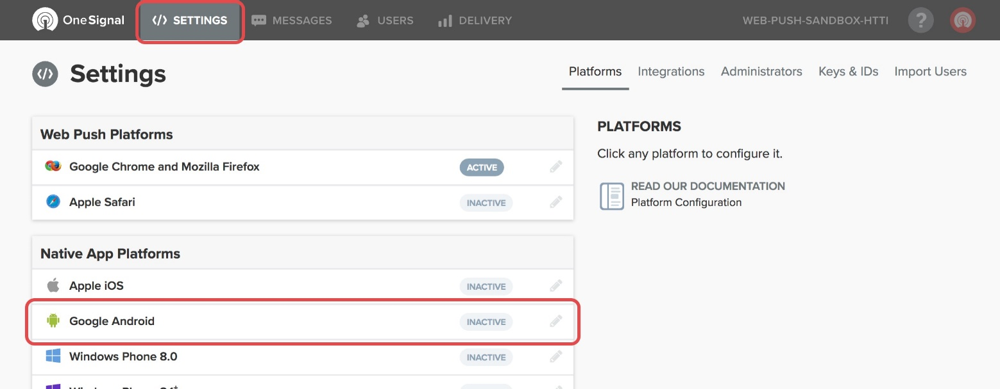 OneSignal
</> SETTINGS
MESSAGES
USERS
DELIVERY
WEB-PUSH-SANDBOX-HTTI
?
</> Settings
Platforms
Integrations
Administrators
Keys & IDs
Import Users
Web Push Platforms
Google Chrome and Mozilla Firefox ACTIVE
Apple Safari INACTIVE
Native App Platforms
Apple iOS INACTIVE
Google Android INACTIVE
Windows Phone 8.0 INACTIVE
PLATFORMS
Click any platform to configure it.
READ OUR DOCUMENTATION
Platform Configuration